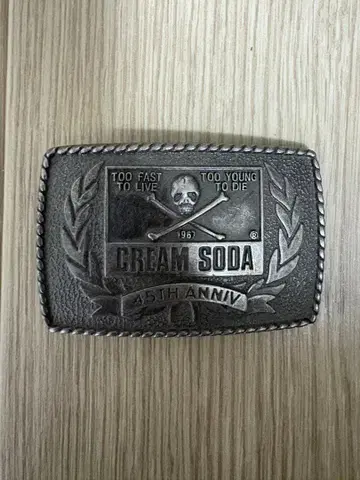 TOO FAST TOO YOUNG
TO LIVE TO DIE
1967
®
CREAM SODA
45TH ANNIV